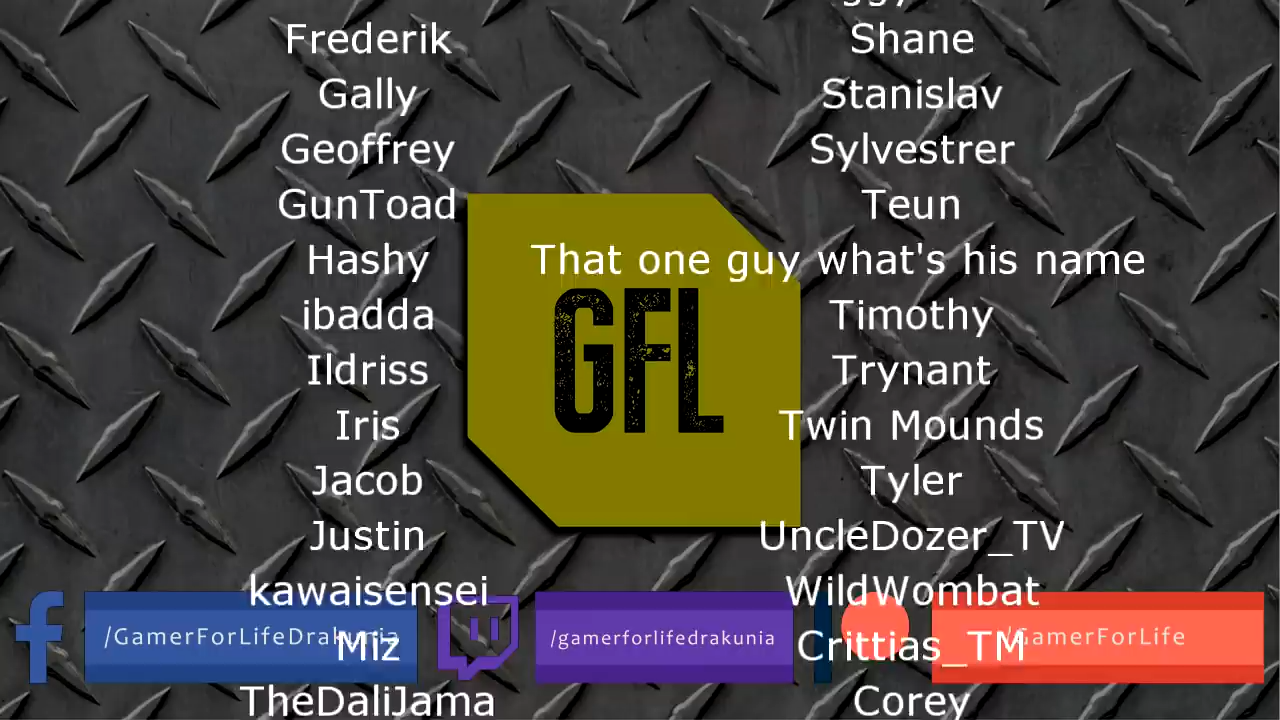 Frederik
Gally
Geoffrey
GunToad
Hashy
ibadda
Ildriss
Iris
Jacob
Justin
kawaisensei
Miz
TheDaliJama
Shane
Stanislav
Sylvestrer
Teun
That one guy what's his name
Timothy
Trynant
Twin Mounds
Tyler
UncleDozer_TV
WildWombat
Crittias_TM
Corey
GFL
/GamerForLifeDrakunia
/gamerforlifedrakunia
/GamerForLife